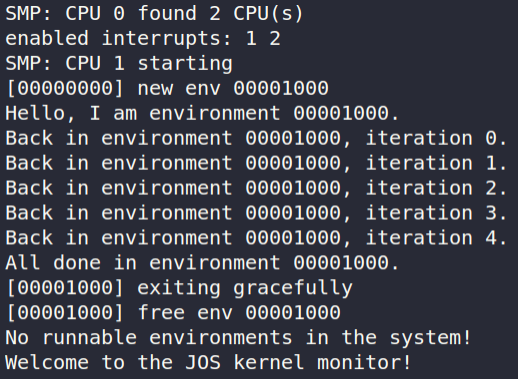 SMP: CPU 0 found 2 CPU(s)
enabled interrupts: 1 2
SMP: CPU 1 starting
[00000000] new env 00001000
Hello, I am environment 00001000.
Back in environment 00001000, iteration 0.
Back in environment 00001000, iteration 1.
Back in environment 00001000, iteration 2.
Back in environment 00001000, iteration 3.
Back in environment 00001000, iteration 4.
All done in environment 00001000.
[00001000] exiting gracefully
[00001000] free env 00001000
No runnable environments in the system!
Welcome to the JOS kernel monitor!